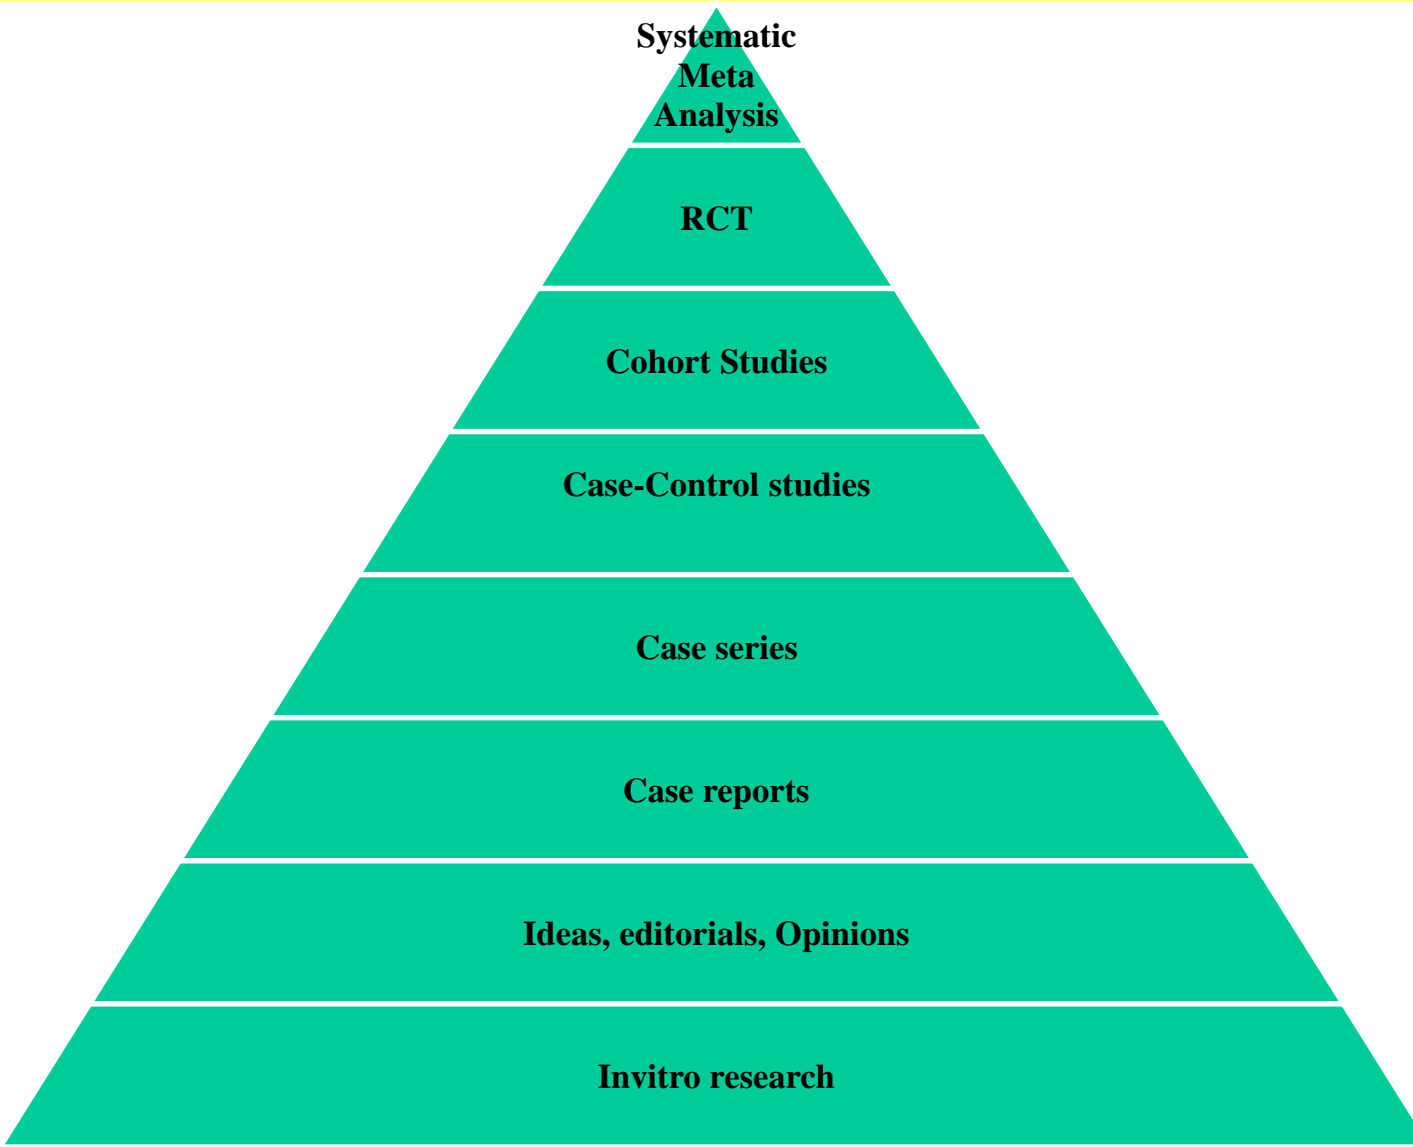 Systematic
Meta
Analysis
RCT
Cohort Studies
Case-Control studies
Case series
Case reports
Ideas, editorials, Opinions
Invitro research